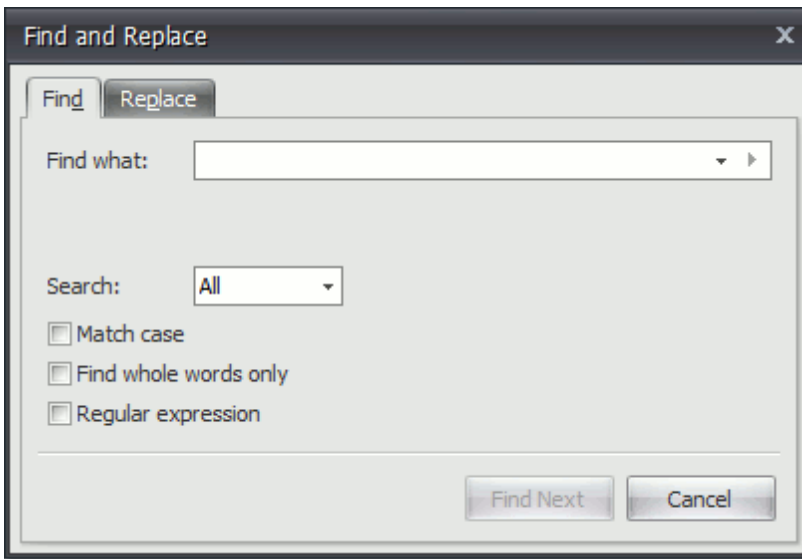 Find and Replace
Find Replace
Find what:
Search: All
Match case
Find whole words only
Regular expression
Find Next Cancel